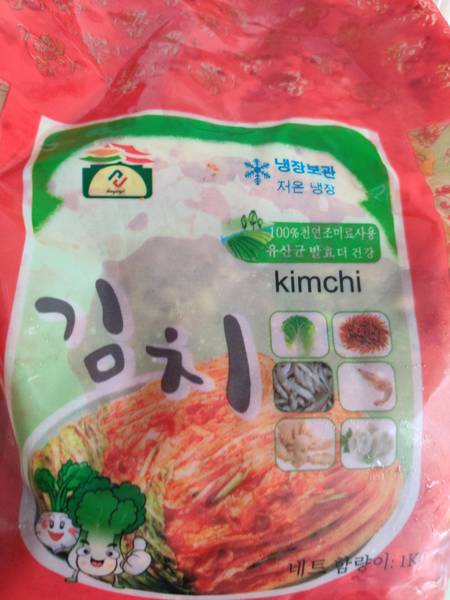 냉장보관
저온 냉장
100%천연조미료사용
유산균 발효 더 건강
kimchi
김치
네트 함량이: 1K